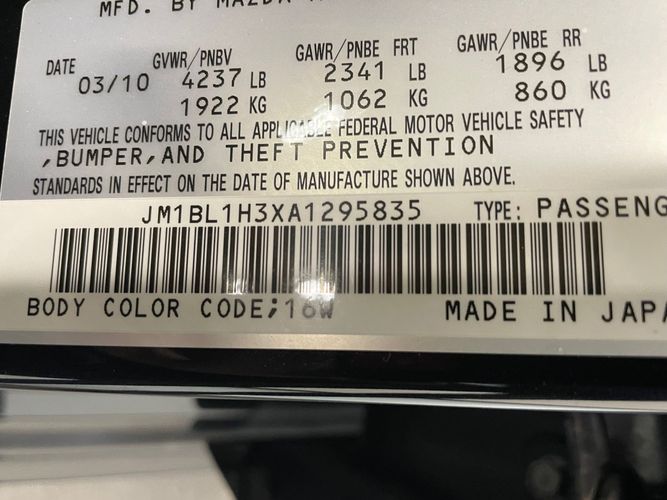 MFD. BY MAZDA
DATE GVWR/PNBV GAWR/PNBE FRT GAWR/PNBE RR
03/10 4237 LB 2341 LB 1896 LB
1922 KG 1062 KG 860 KG
THIS VEHICLE CONFORMS TO ALL APPLICABLE FEDERAL MOTOR VEHICLE SAFETY
,BUMPER,AND THEFT PREVENTION
STANDARDS IN EFFECT ON THE DATE OF MANUFACTURE SHOWN ABOVE.
JM1BL1H3XA1295835 TYPE: PASSENG
BODY COLOR CODE;16W MADE IN JAPA